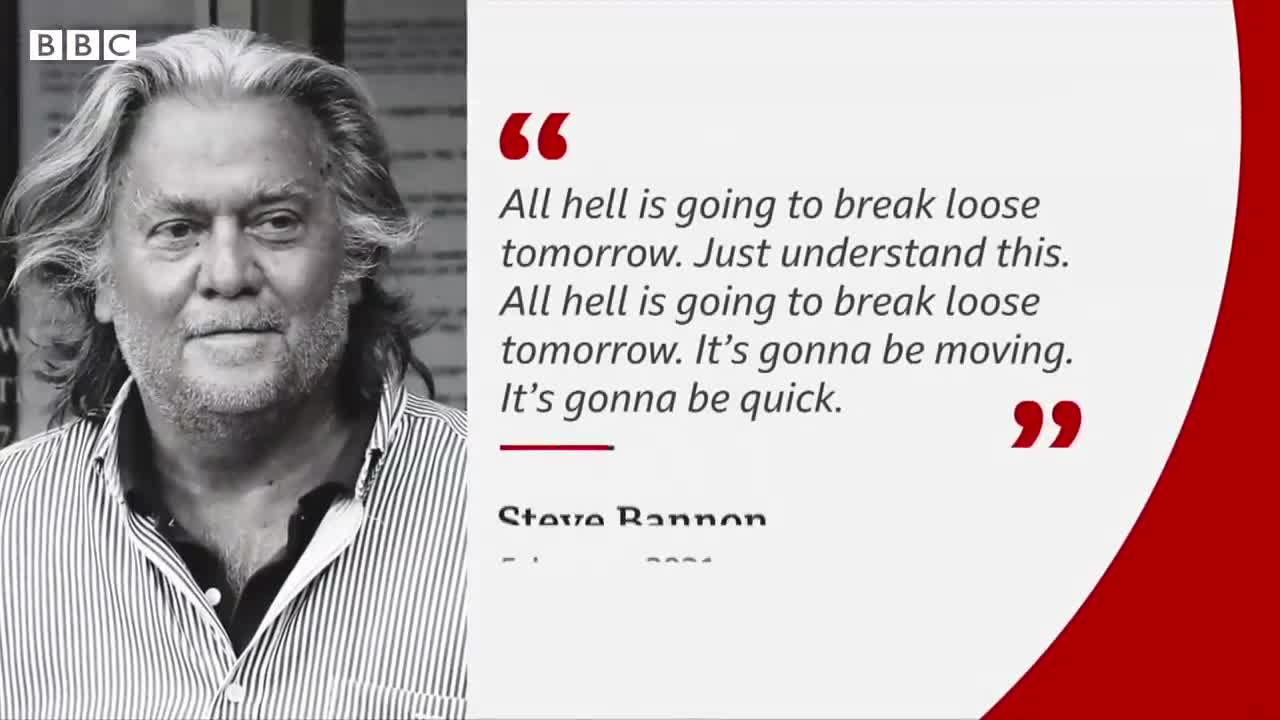 BBC
“
All hell is going to break loose
tomorrow. Just understand this.
All hell is going to break loose
tomorrow. It’s gonna be moving.
It’s gonna be quick.
”
Steve Bannon
2021